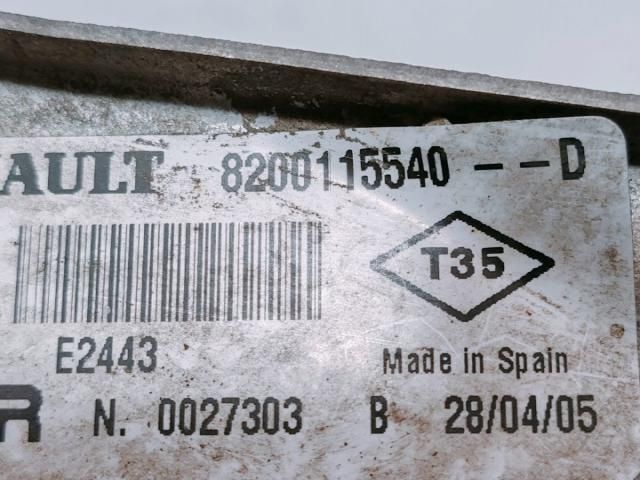 AULT 8200115540--D
T35
E2443
Made in Spain
R N. 0027303 B 28/04/05